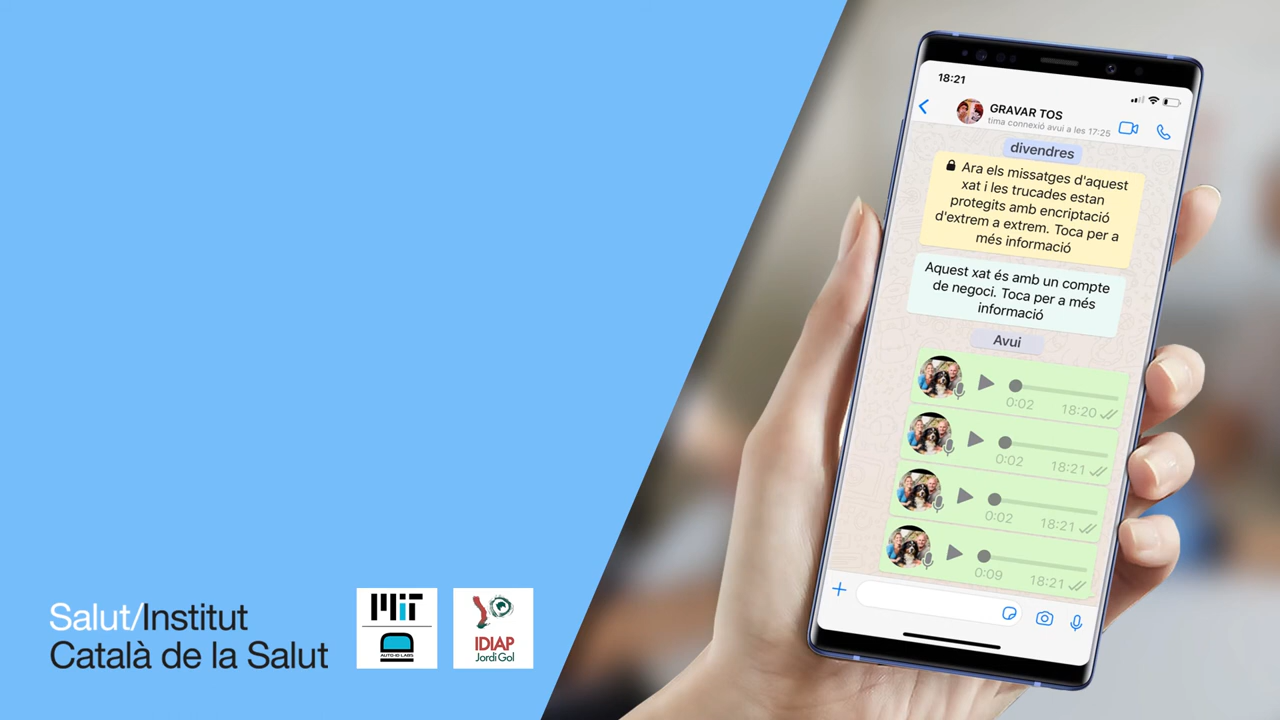 18:21
GRAVAR TOS
tima connexió avui a les 17:25
divendres
Ara els missatges d'aquest
xat i les trucades estan
protegits amb encriptació
d'extrem a extrem. Toca per a
més informació
Aquest xat és amb un compte
de negoci. Toca per a més
informació
Avui
0:02 18:20
0:02 18:21
0:02 18:21
0:09 18:21
Salut/Institut
Català de la Salut
MIT
AUTO-ID LABS
IDIAP
Jordi Gol